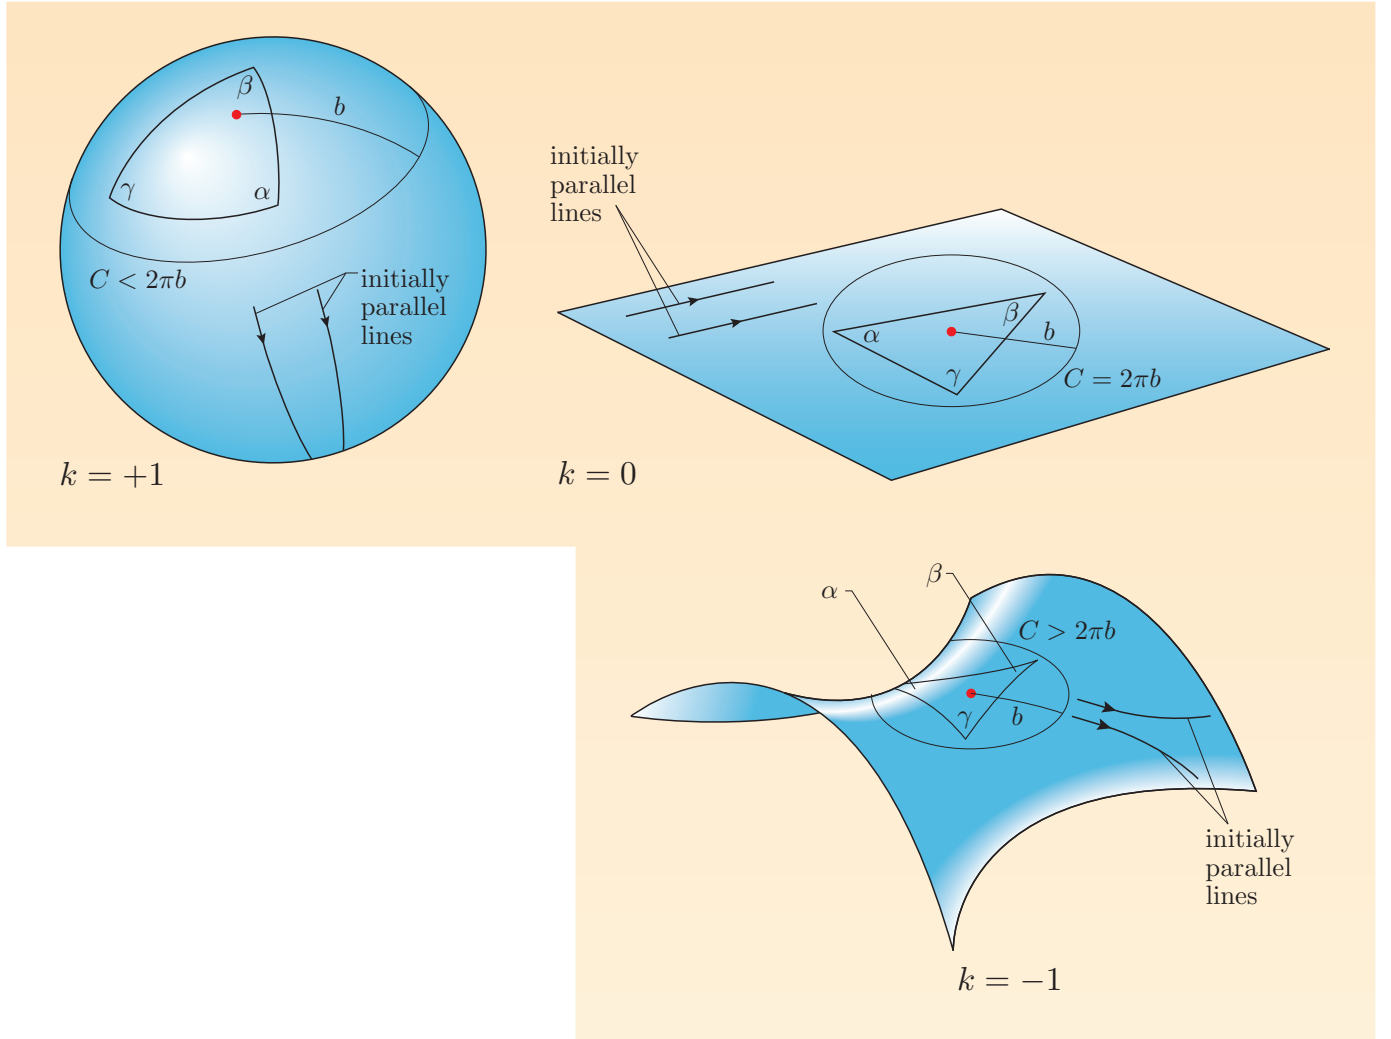 β
b
γ
α
C < 2πb
initially
parallel
lines
k = +1
initially
parallel
lines
β
α
b
γ
C = 2πb
k = 0
β
α
C > 2πb
γ
b
initially
parallel
lines
k = −1